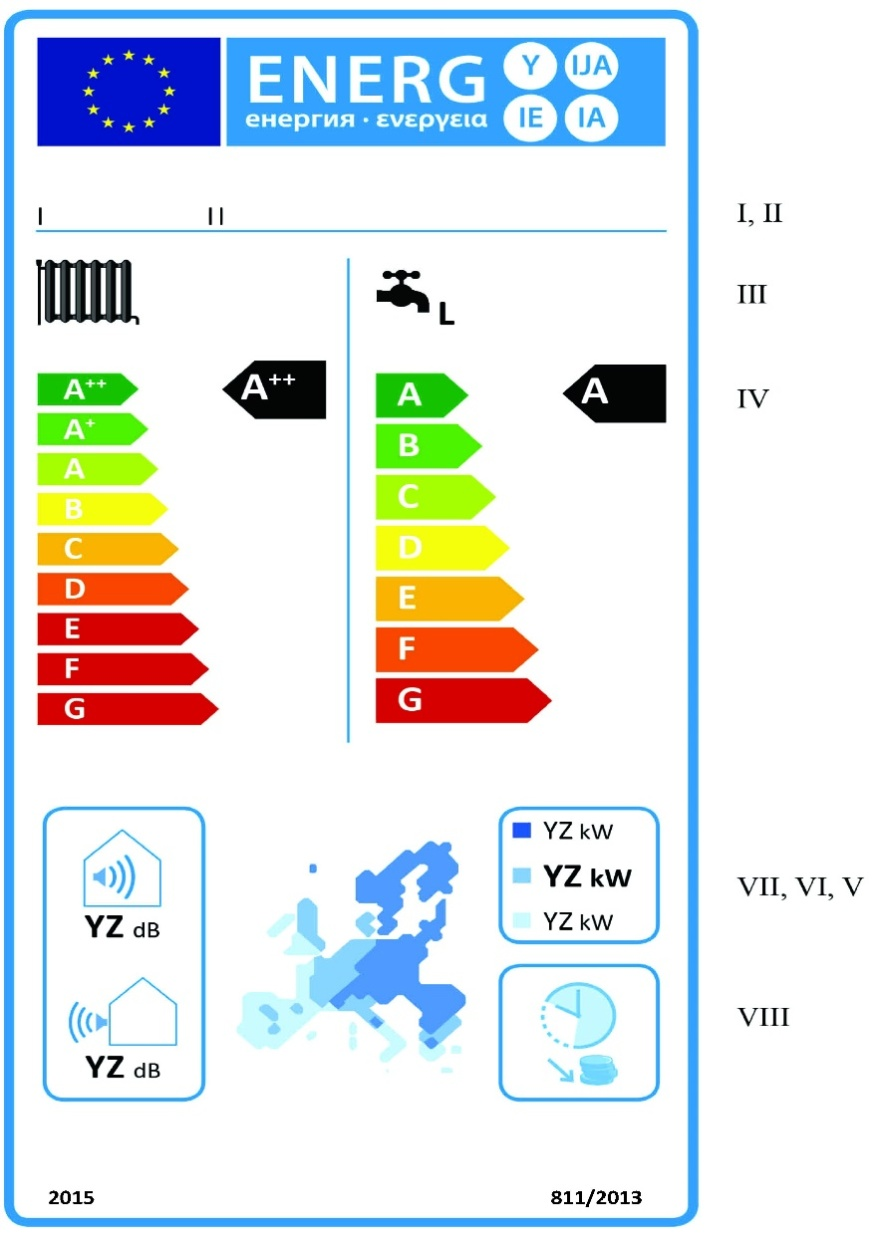 ENERG Y IJA
енергия · ενεργεια IE IA
I II I, II
L III
A++ A++ A A IV
A+ B
A C
B D
C E
D F
E G
F
G
YZ kW
YZ kW VII, VI, V
YZ kW
YZ dB
VIII
YZ dB
2015 811/2013